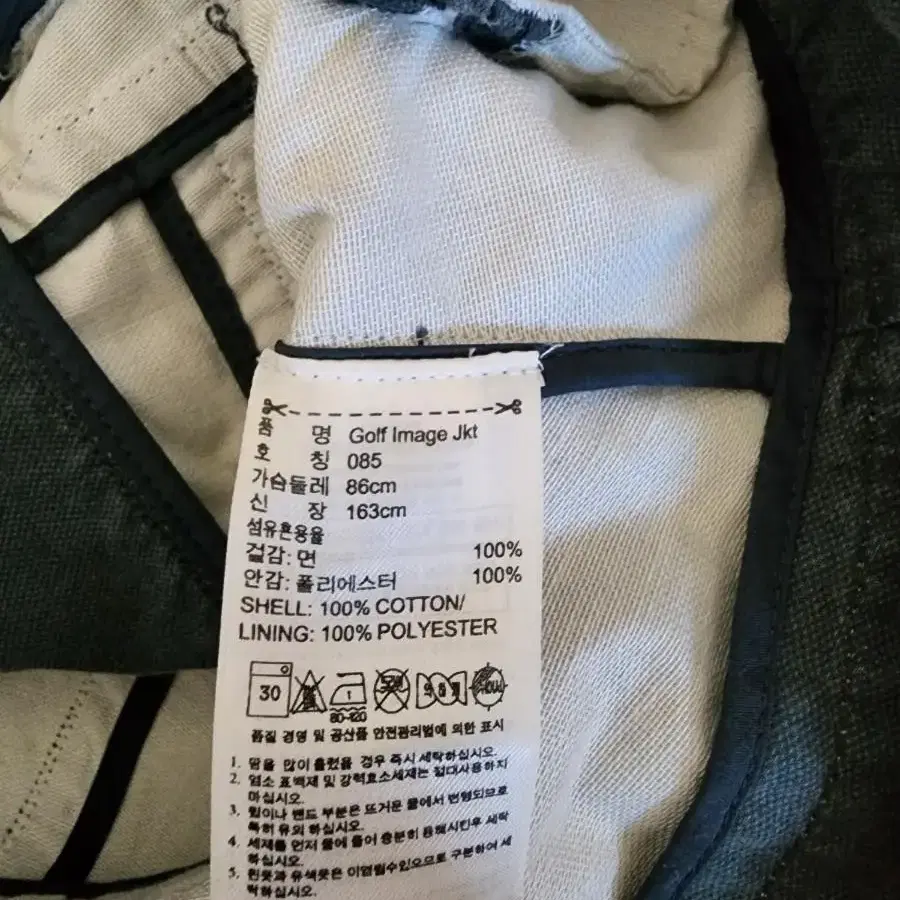 품 명 Golf Image Jkt
호 칭 085
가슴둘레 86cm
신 장 163cm
섬유혼용율
겉감: 면 100%
안감: 폴리에스터 100%
SHELL: 100% COTTON/
LINING: 100% POLYESTER
30
80~120
품질 경영 및 공산품 안전관리법에 의한 표시
1. 땀을 많이 흘렸을 경우 즉시 세탁하십시오.
2. 염소 표백제 및 강력효소세제는 절대사용하지
마십시오.
3. 힙이나 밴드 부분은 뜨거운 물에서 변형되므로
특히 유의 하십시오.
4. 세제를 먼저 물에 풀어 충분히 용해시킨후 세탁
하십시오.
5. 흰옷과 유색옷은 이염될수있으므로 구분하여 세
탁하십시오.